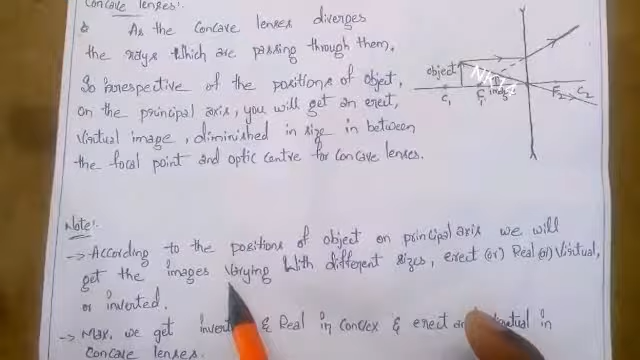 Concave lenses:
As the Concave lenses diverges
the rays which are passing through them,
So irrespective of the positions of object,
on the principal axis, you will get an erect,
Virtual image, diminished in size in between
the focal point and optic centre for Concave lenses.
object
C1 F1 F2 C2
Note:
-> According to the positions of object on principal axis we will
get the images Varying With different sizes, erect (or) Real (or) Virtual,
or inverted.
-> Max, we get & Real in Convex & erect in
Concave lenses.